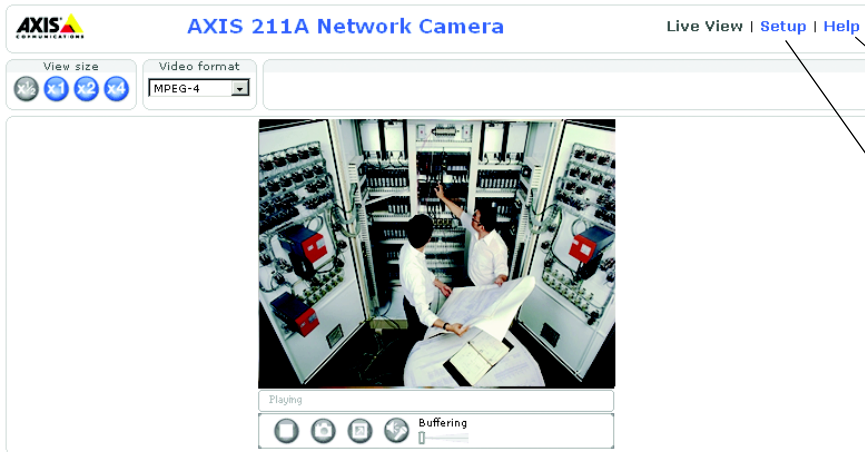 AXIS
COMMUNICATIONS
AXIS 211A Network Camera
Live View | Setup | Help
View size
x½ x1 x2 x4
Video format
MPEG-4
Playing
Buffering